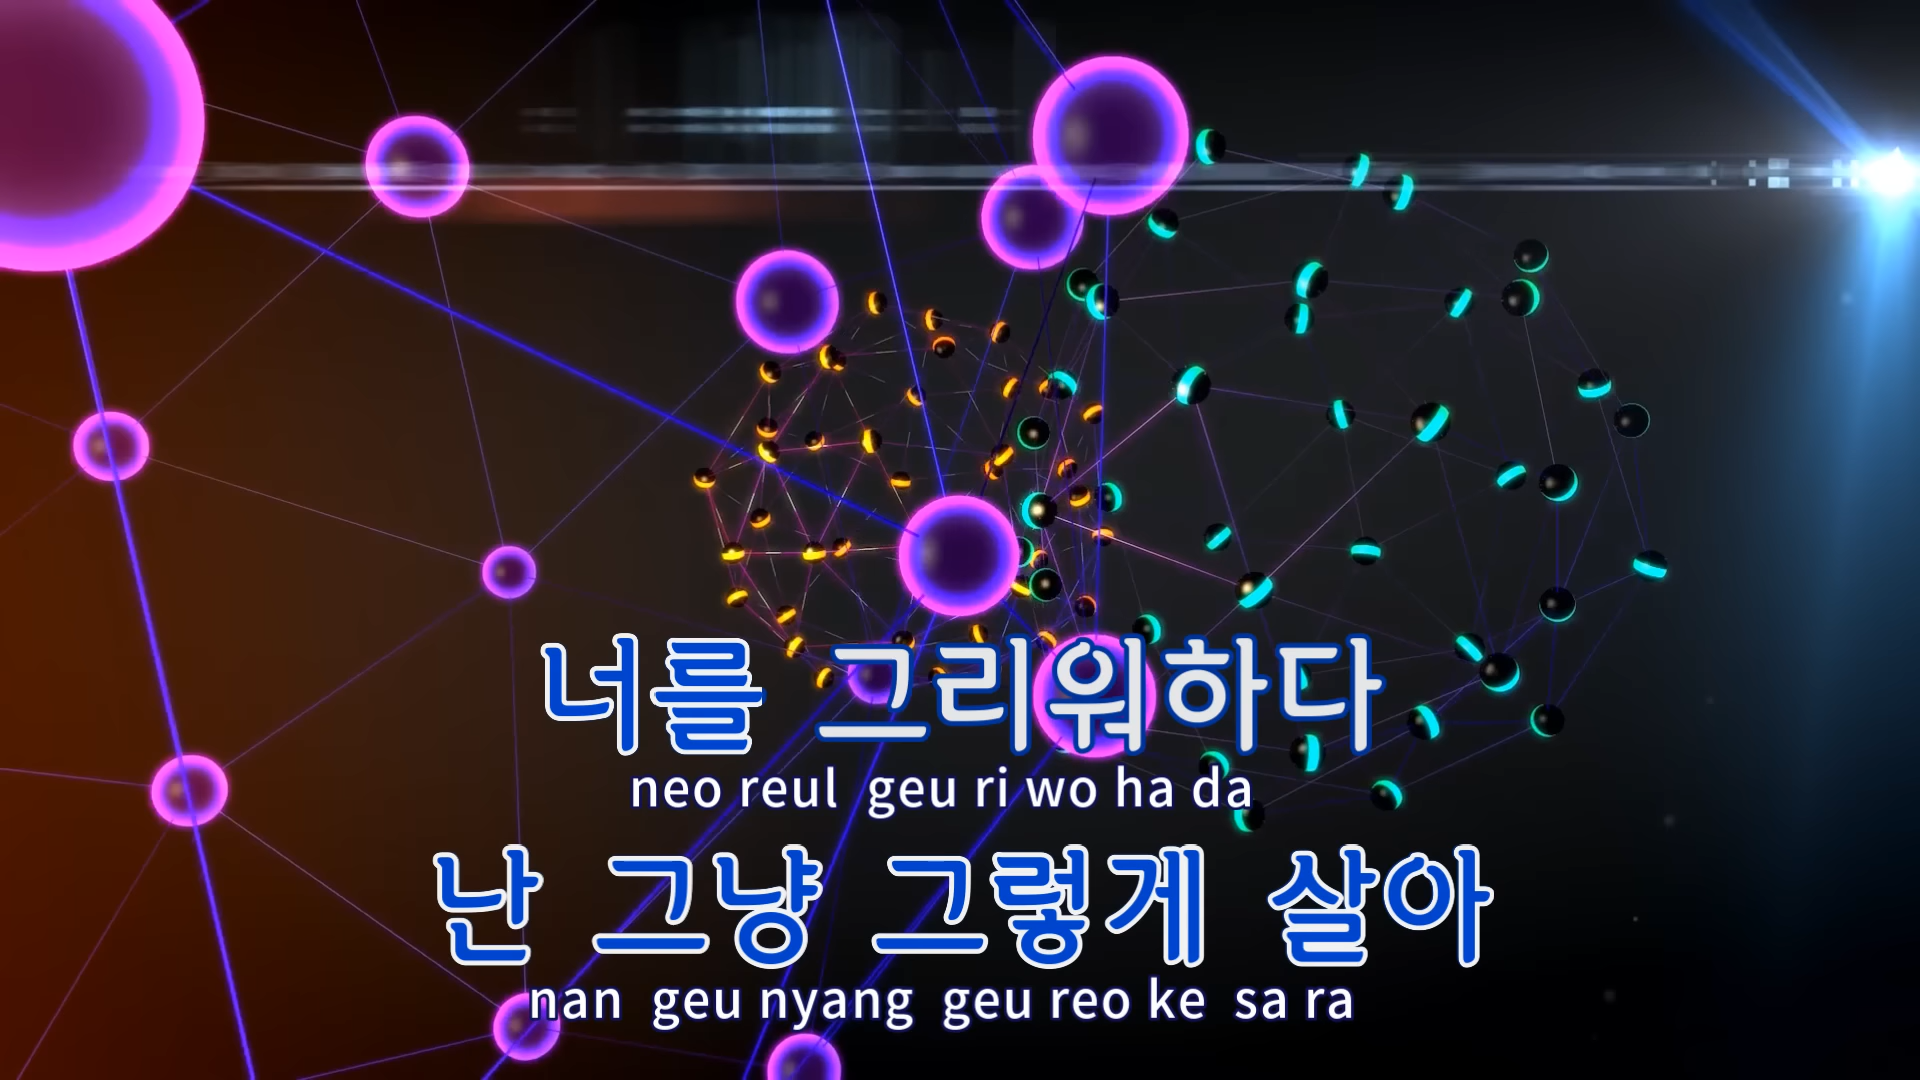 너를 그리워하다
neo reul geu ri wo ha da
난 그냥 그렇게 살아
nan geu nyang geu reo ke sa ra